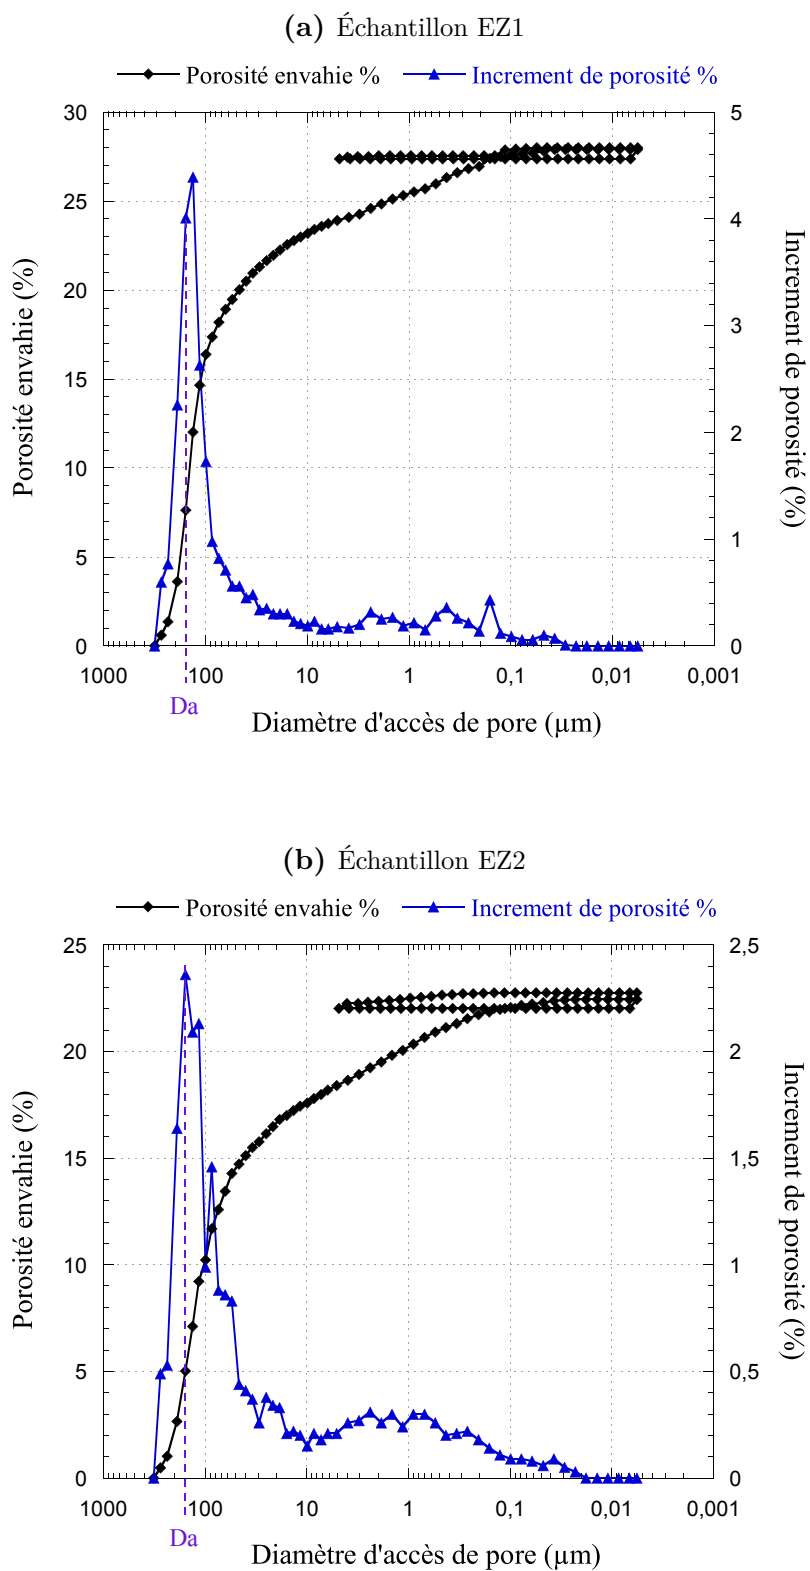 (a) Échantillon EZ1
Porosité envahie % Increment de porosité %
30 5
25
4
20
3
15
2
10
1
5
0 0
1000 100 10 1 0,1 0,01 0,001
Da
Diamètre d'accès de pore (µm)
Porosité envahie (%)
Increment de porosité (%)
(b) Échantillon EZ2
Porosité envahie % Increment de porosité %
25 2,5
20 2
15 1,5
10 1
5 0,5
0 0
1000 100 10 1 0,1 0,01 0,001
Da
Diamètre d'accès de pore (µm)
Porosité envahie (%)
Increment de porosité (%)